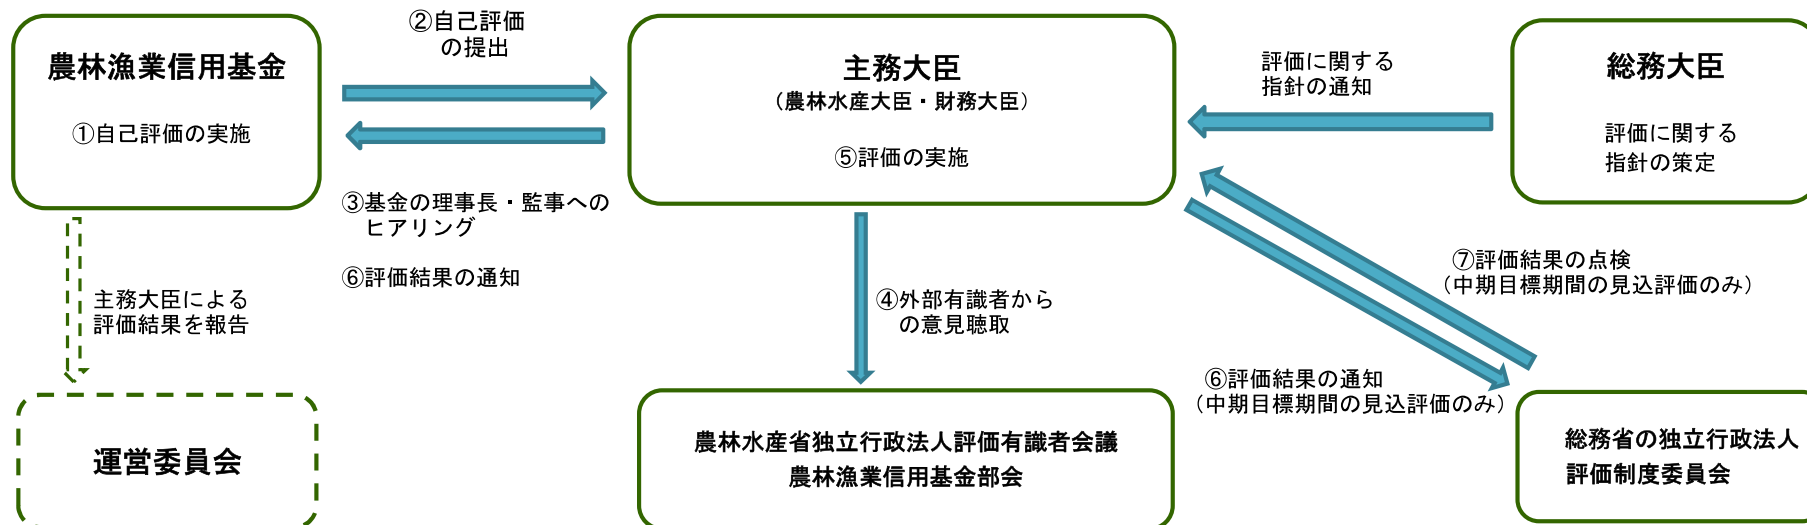 農林漁業信用基金
①自己評価の実施
②自己評価
の提出
③基金の理事長・監事への
ヒアリング
⑥評価結果の通知
主務大臣
（農林水産大臣・財務大臣）
⑤評価の実施
評価に関する
指針の通知
総務大臣
評価に関する
指針の策定
主務大臣による
評価結果を報告
④外部有識者から
の意見聴取
⑦評価結果の点検
（中期目標期間の見込評価のみ）
⑥評価結果の通知
（中期目標期間の見込評価のみ）
運営委員会
農林水産省独立行政法人評価有識者会議
農林漁業信用基金部会
総務省の独立行政法人
評価制度委員会